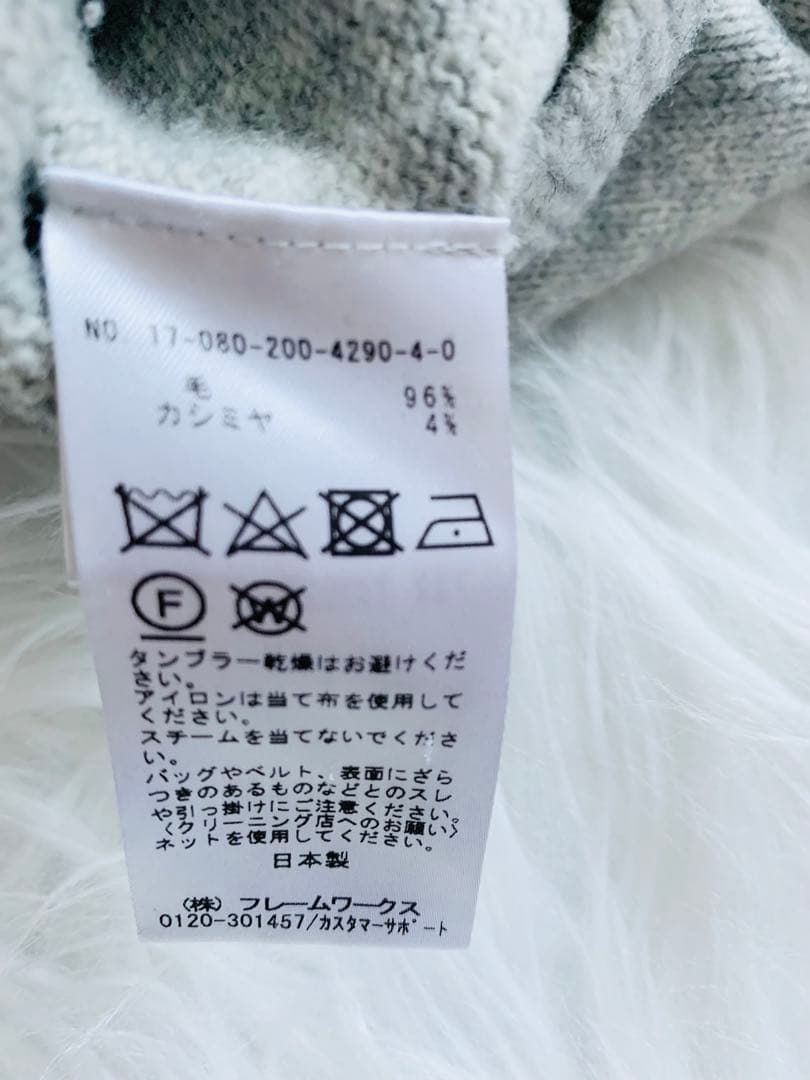 NO. 17-080-200-4290-4-0
毛 96%
カシミヤ 4%
F W
タンブラー乾燥はお避けくだ
さい。
アイロンは当て布を使用して
ください。
スチームを当てないでくださ
い。
バッグやベルト、表面にざら
つきのあるものなどとのスレ
や引っ掛けにご注意ください。
〈クリーニング店へのお願い〉
ネットを使用してください。
日本製
(株) フレームワークス
0120-301457/カスタマーサポート